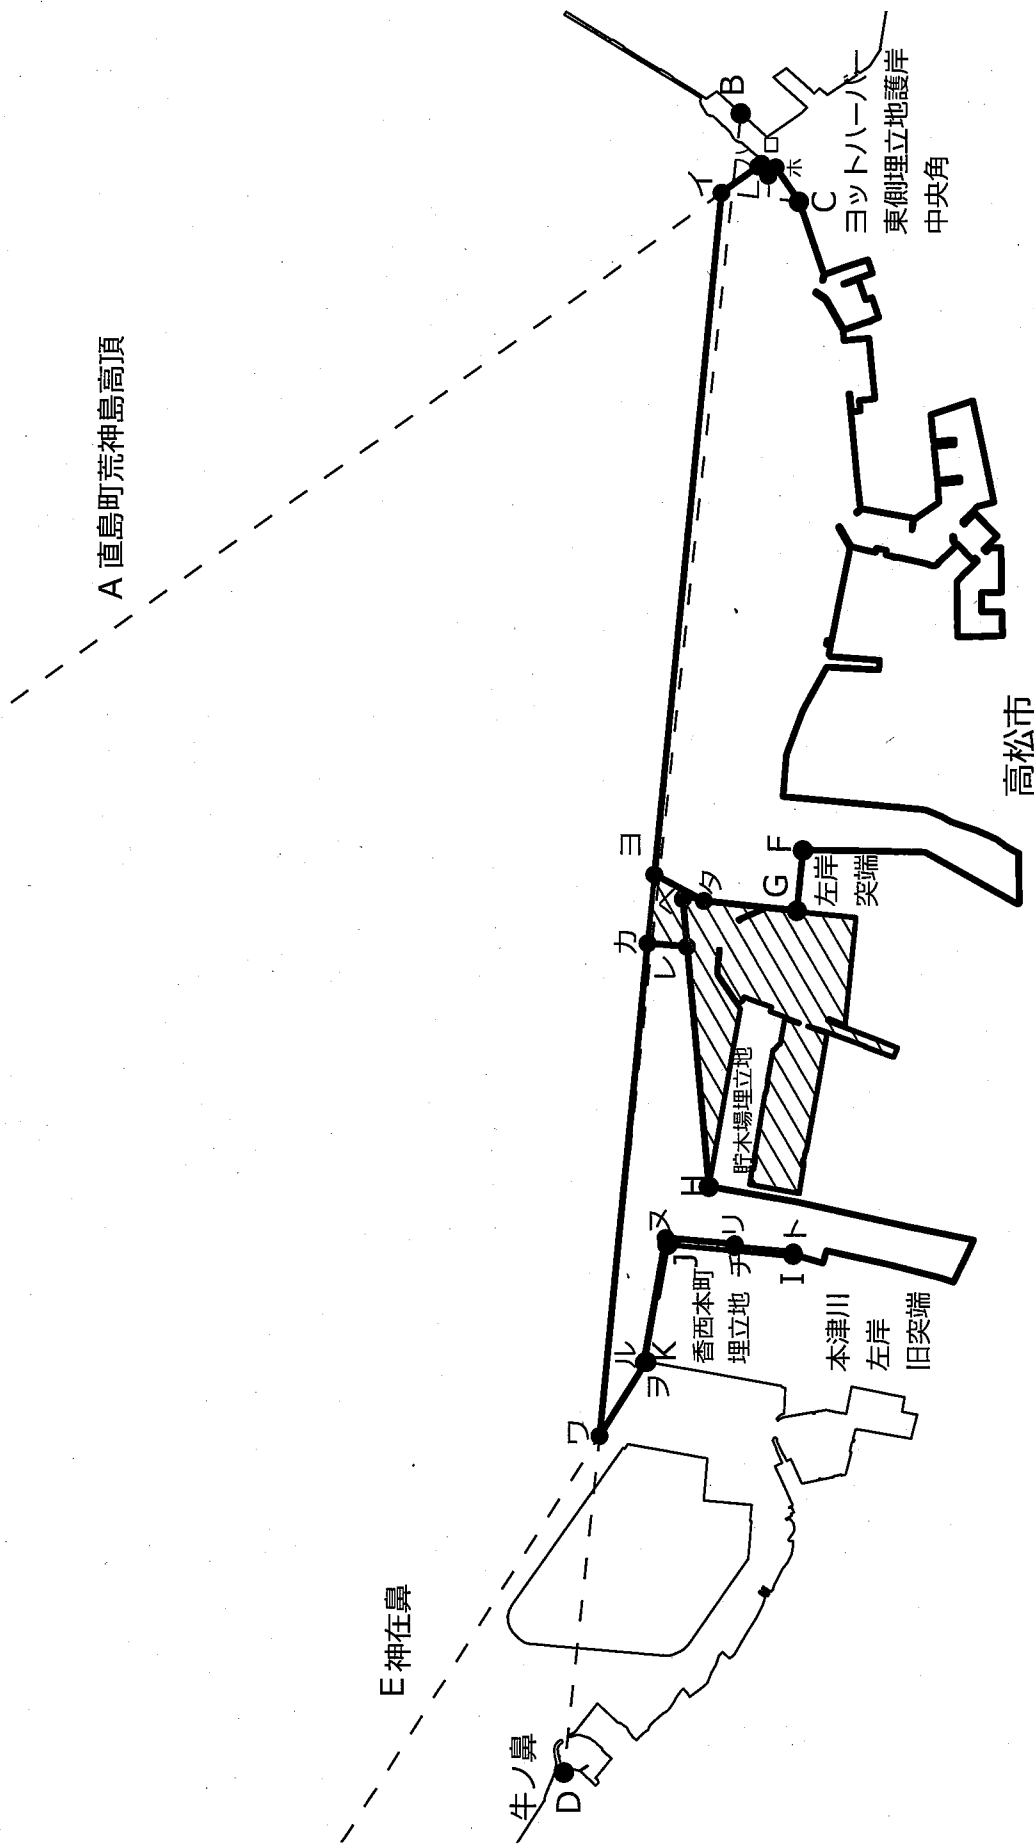 A 直島町荒神島高頂
B
イ
ロ
ハ
ニ
ホ
C
ヨットハーバー
東側埋立地護岸
中央角
ヨ
カ
レ
ヘ
タ
F
G
左岸
突端
高松市
貯木場埋立地
H
ヌ
J
リ
チ
ト
I
香西本町
埋立地
本津川
左岸
旧突端
ル
K
ヲ
ワ
E 神在鼻
牛ノ鼻
D